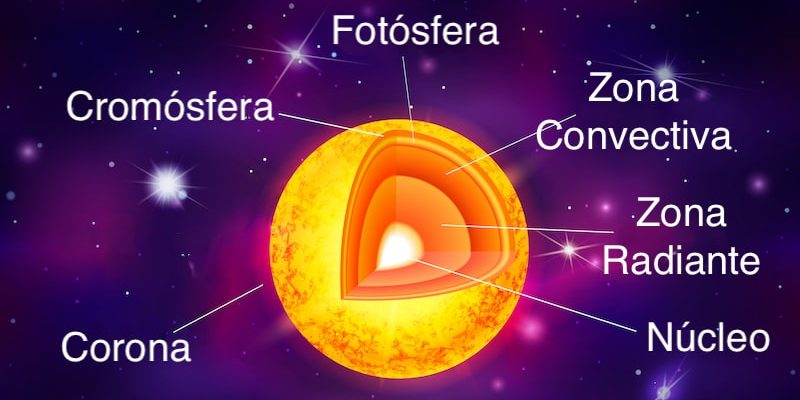 Fotósfera
Cromósfera
Zona
Convectiva
Zona
Radiante
Núcleo
Corona